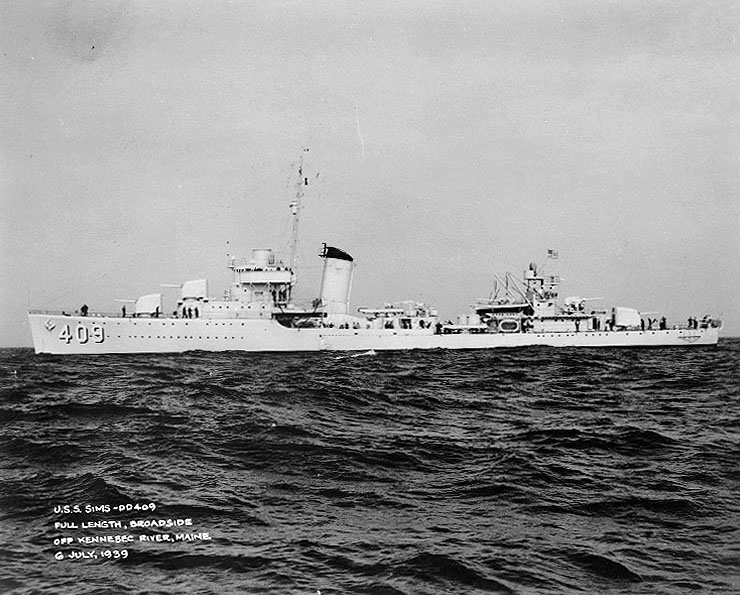 409
U.S.S. SIMS -DD409
FULL LENGTH, BROADSIDE
OFF KENNEBEC RIVER, MAINE.
6 JULY, 1939